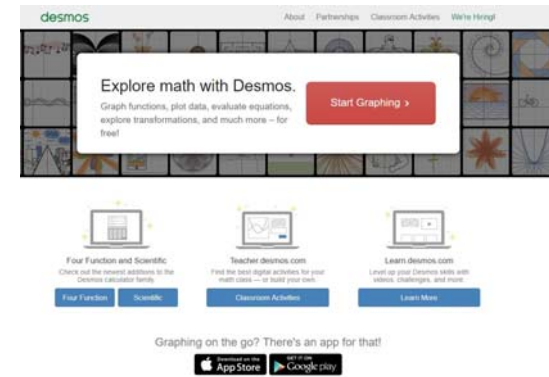 desmos
About Partnerships Classroom Activities We're Hiring!
Explore math with Desmos.
Graph functions, plot data, evaluate equations,
explore transformations, and much more – for
free!
Start Graphing ›
Four Function and Scientific
Check out the newest additions to the
Desmos calculator family.
Four Function
Scientific
Teacher.desmos.com
Find the best digital activities for your
math class — or build your own.
Classroom Activities
Learn.desmos.com
Level up your Desmos skills with
videos, challenges, and more.
Learn More
Graphing on the go? There's an app for that!
Download on the
App Store
GET IT ON
Google play